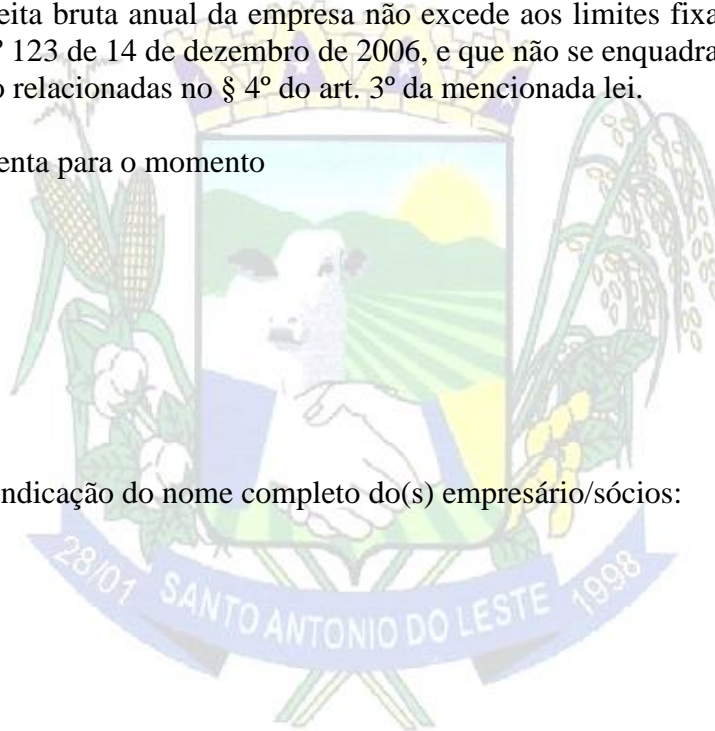 eita bruta anual da empresa não excede aos limites fixa
º 123 de 14 de dezembro de 2006, e que não se enquadra
o relacionadas no § 4º do art. 3º da mencionada lei.
enta para o momento
ndicação do nome completo do(s) empresário/sócios:
28/01 SANTO ANTONIO DO LESTE 1998